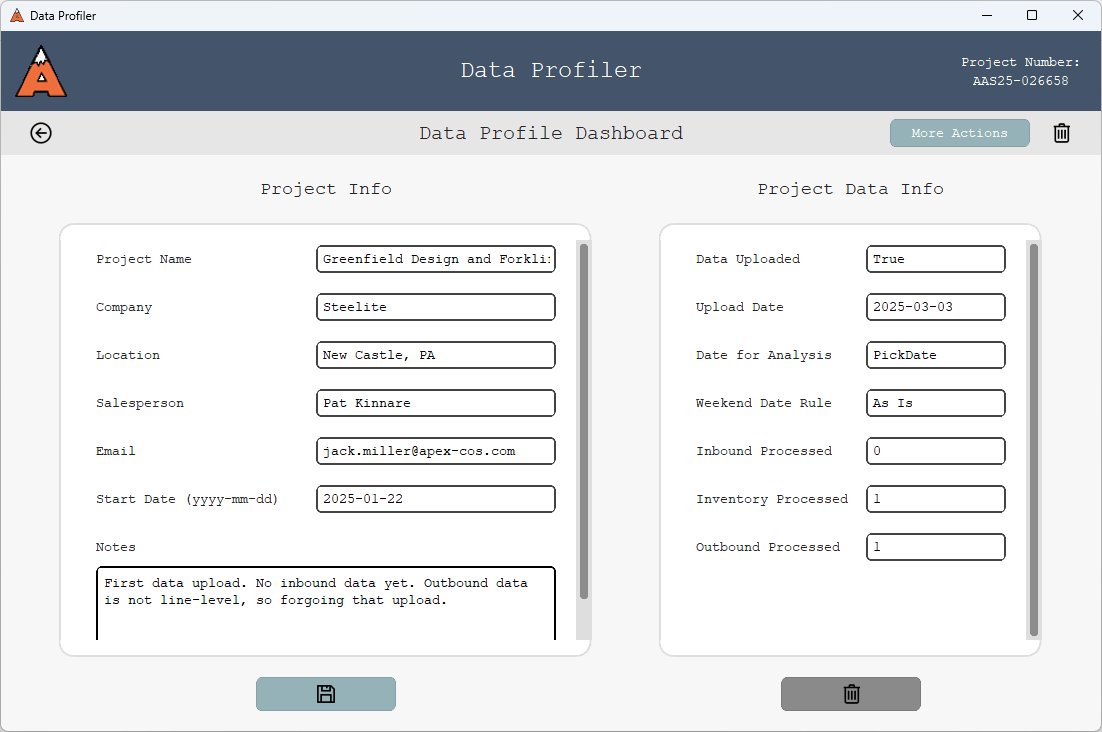 Data Profiler
Data Profiler
Project Number:
AAS25-026658
Data Profile Dashboard
More Actions
Project Info
Project Name
Greenfield Design and Forkli
Company
Steelite
Location
New Castle, PA
Salesperson
Pat Kinnare
Email
jack.miller@apex-cos.com
Start Date (yyyy-mm-dd)
2025-01-22
Notes
First data upload. No inbound data yet. Outbound data
is not line-level, so forgoing that upload.
Project Data Info
Data Uploaded
True
Upload Date
2025-03-03
Date for Analysis
PickDate
Weekend Date Rule
As Is
Inbound Processed
0
Inventory Processed
1
Outbound Processed
1